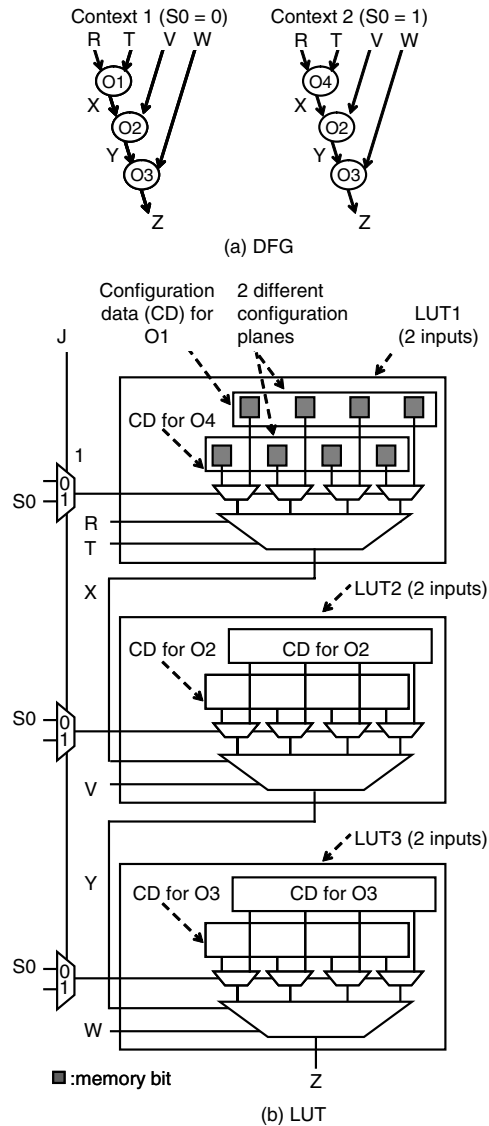 Context 1 (S0 = 0)
Context 2 (S0 = 1)
R T V W
R T V W
O1
O4
X
X
O2
O2
Y
Y
O3
O3
Z
Z
(a) DFG
Configuration
data (CD) for
O1
2 different
configuration
planes
LUT1
(2 inputs)
J
CD for O4
1
0
1
S0
R
T
X
LUT2 (2 inputs)
CD for O2
CD for O2
S0
0
1
V
LUT3 (2 inputs)
Y
CD for O3
CD for O3
S0
0
1
W
:memory bit
Z
(b) LUT